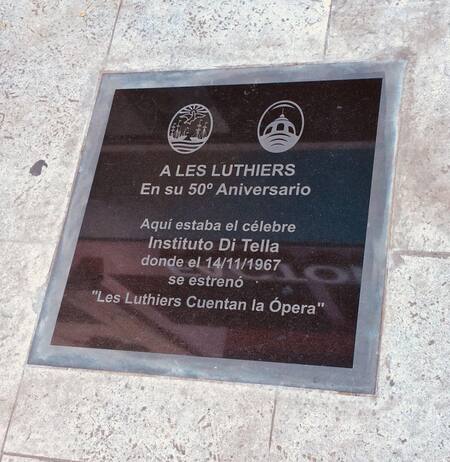 A LES LUTHIERS
En su 50º Aniversario
Aquí estaba el célebre
Instituto Di Tella
donde el 14/11/1967
se estrenó
"Les Luthiers Cuentan la Ópera"